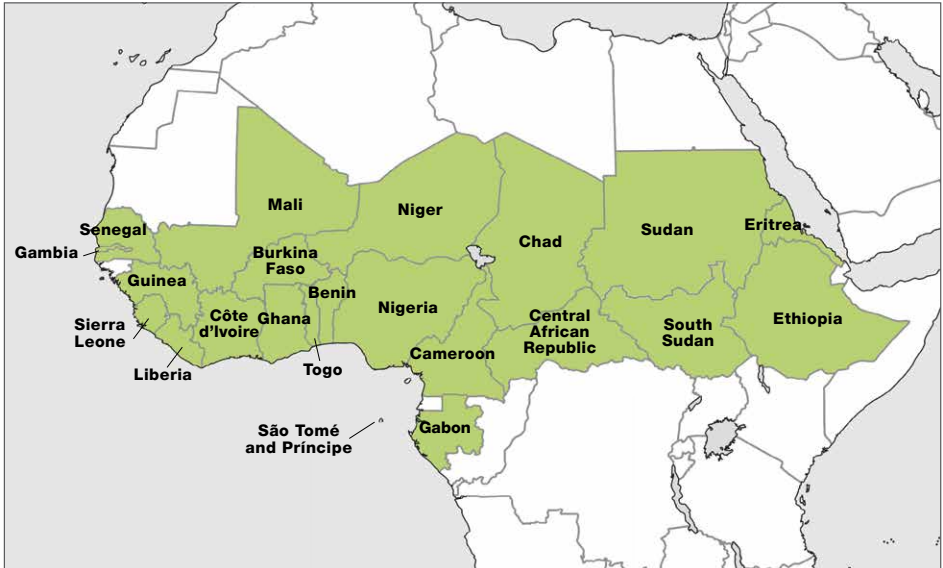 Mali
Niger
Senegal
Chad
Sudan
Eritrea
Gambia
Burkina
Faso
Guinea
Benin
Nigeria
Côte
d'Ivoire
Ghana
Central
African
Republic
South
Sudan
Ethiopia
Sierra
Leone
Cameroon
Liberia
Togo
Gabon
São Tomé
and Príncipe